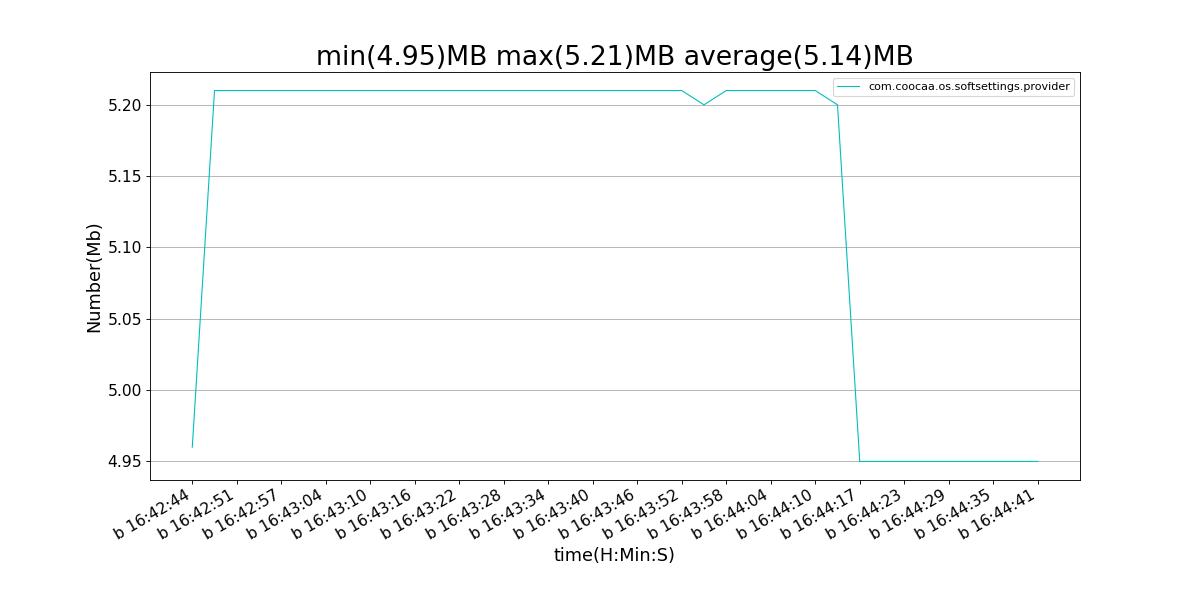 min(4.95)MB max(5.21)MB average(5.14)MB
com.coocaa.os.softsettings.provider
Number(Mb)
5.20
5.15
5.10
5.05
5.00
4.95
b 16:42:44
b 16:42:51
b 16:42:57
b 16:43:04
b 16:43:10
b 16:43:16
b 16:43:22
b 16:43:28
b 16:43:34
b 16:43:40
b 16:43:46
b 16:43:52
b 16:43:58
b 16:44:04
b 16:44:10
b 16:44:17
b 16:44:23
b 16:44:29
b 16:44:35
b 16:44:41
time(H:Min:S)